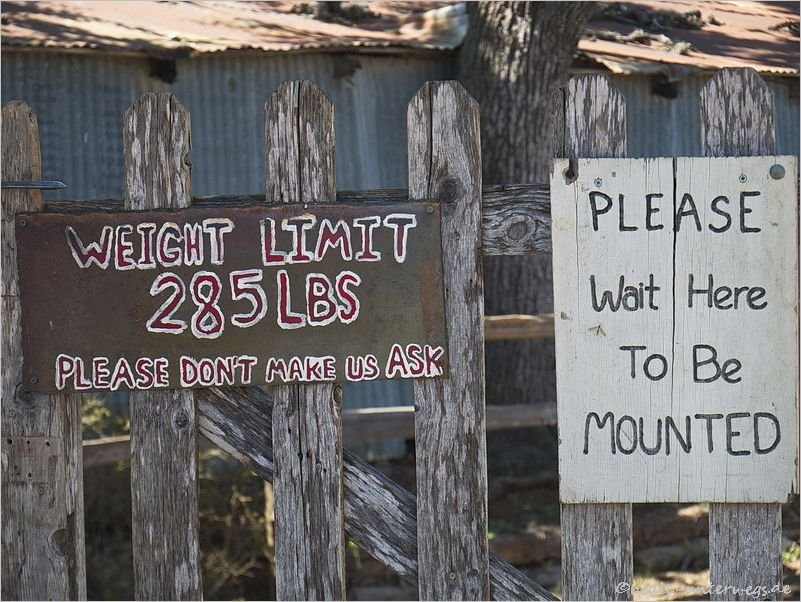 WEIGHT LIMIT
285 LBS
PLEASE DON'T MAKE US ASK
PLEASE
Wait Here
To Be
MOUNTED